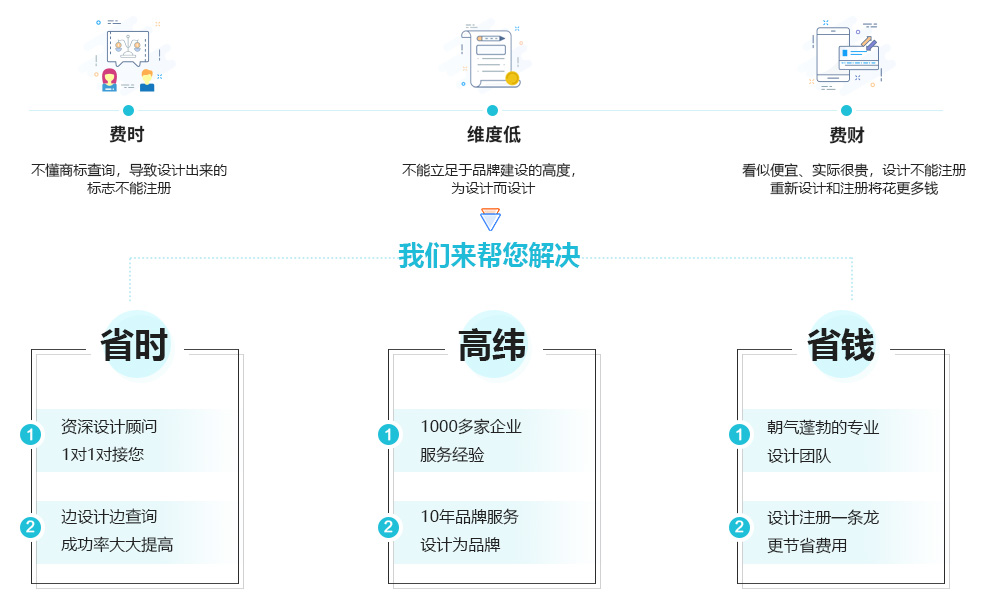 费时
不懂商标查询，导致设计出来的
标志不能注册
维度低
不能立足于品牌建设的高度，
为设计而设计
费财
看似便宜、实际很贵，设计不能注册
重新设计和注册将花更多钱
我们来帮您解决
省时
1
资深设计顾问
1对1对接您
2
边设计边查询
成功率大大提高
高纬
1
1000多家企业
服务经验
2
10年品牌服务
设计为品牌
省钱
1
朝气蓬勃的专业
设计团队
2
设计注册一条龙
更节省费用